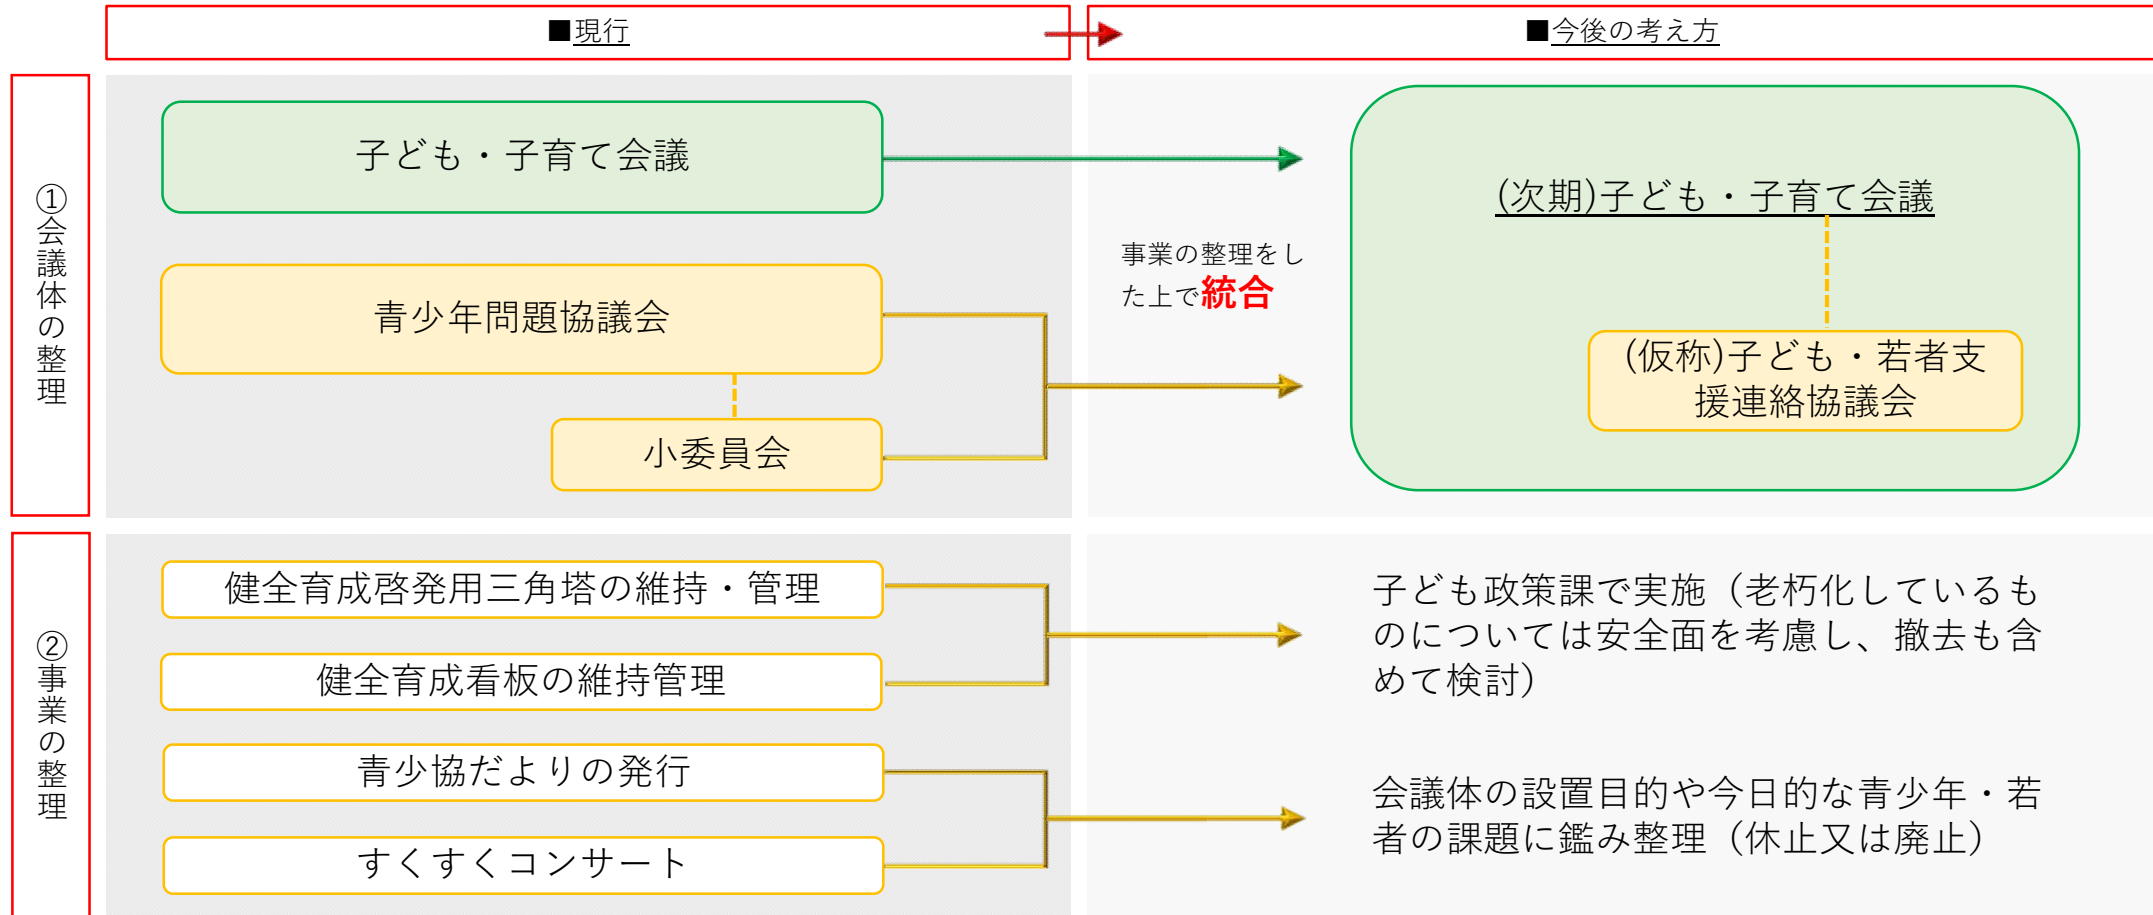 ■現行
■今後の考え方
①会議体の整理
子ども・子育て会議
青少年問題協議会
小委員会
事業の整理をし
た上で統合
(次期)子ども・子育て会議
(仮称)子ども・若者支
援連絡協議会
②事業の整理
健全育成啓発用三角塔の維持・管理
健全育成看板の維持管理
青少協だよりの発行
すくすくコンサート
子ども政策課で実施（老朽化しているも
のについては安全面を考慮し、撤去も含
めて検討）
会議体の設置目的や今日的な青少年・若
者の課題に鑑み整理（休止又は廃止）